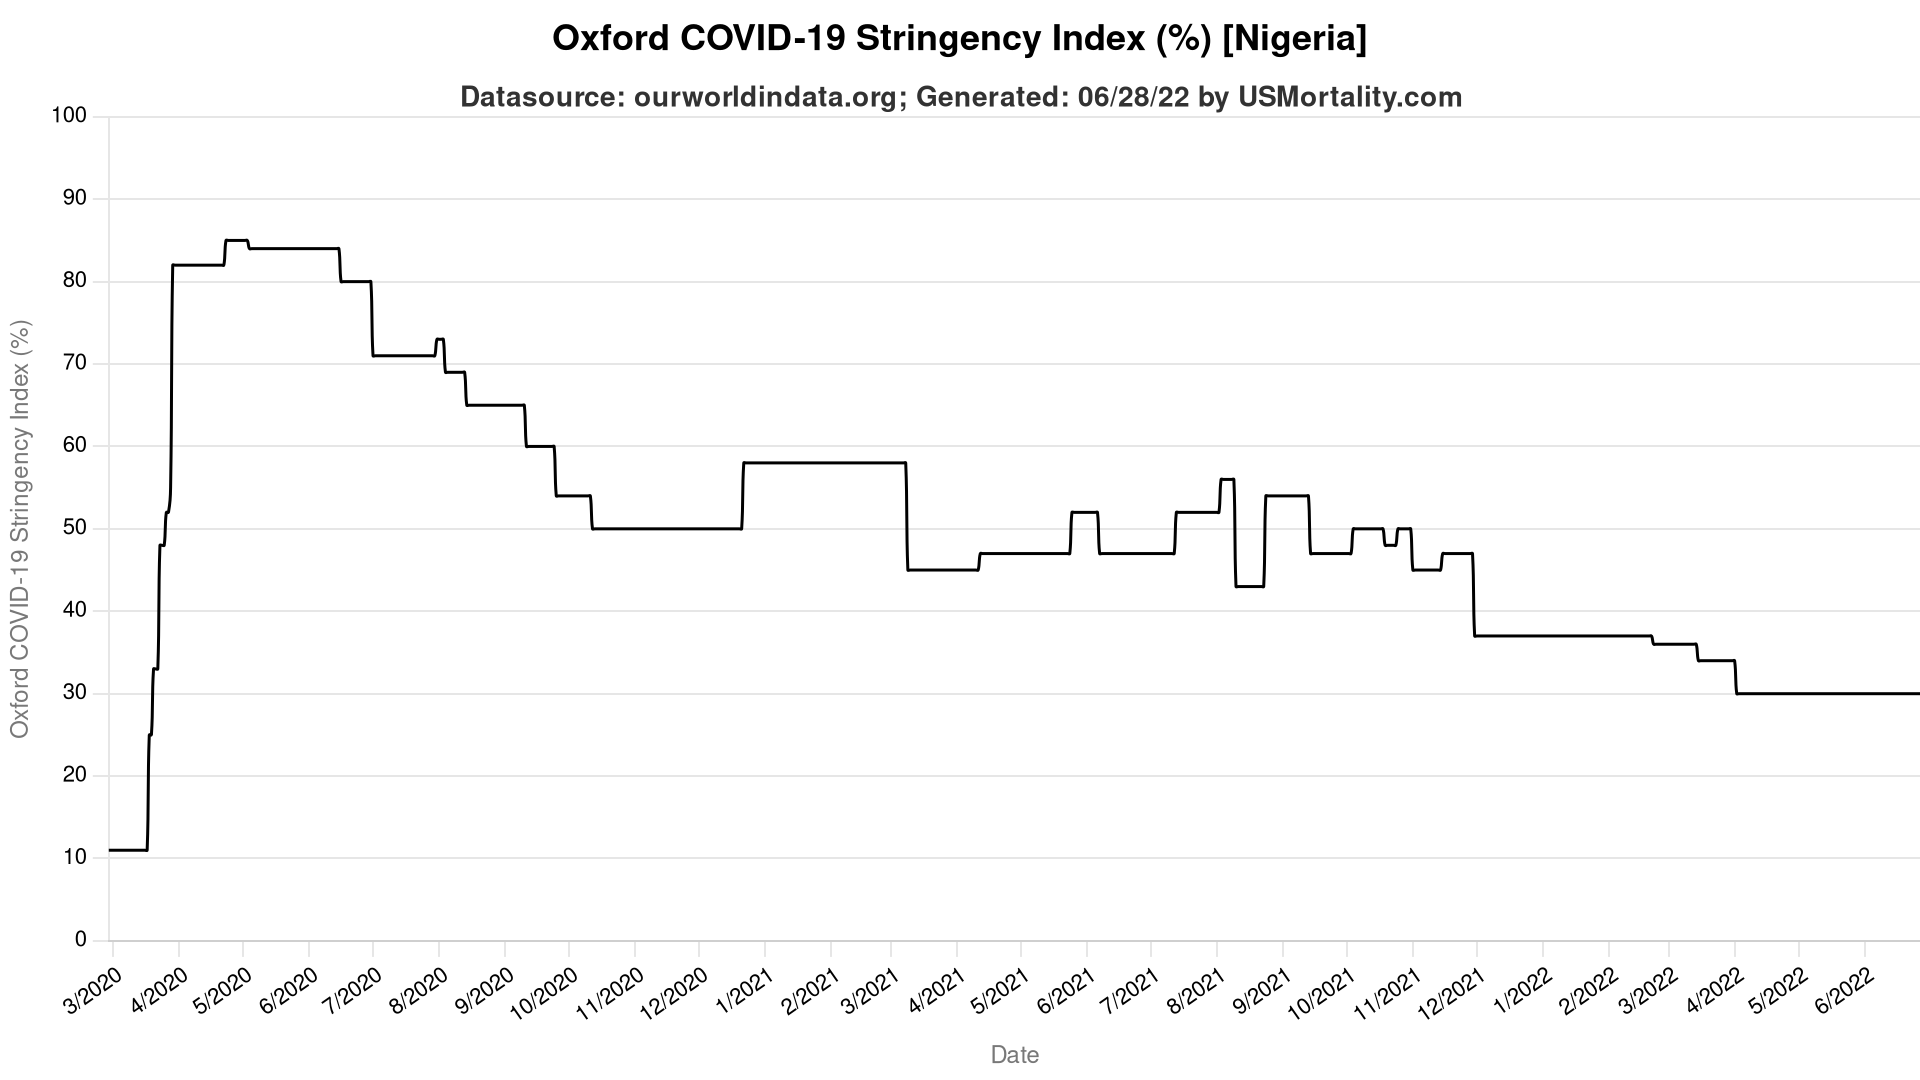 Oxford COVID-19 Stringency Index (%) [Nigeria]
Datasource: ourworldindata.org; Generated: 06/28/22 by USMortality.com
Oxford COVID-19 Stringency Index (%)
100
90
80
70
60
50
40
30
20
10
0
3/2020 4/2020 5/2020 6/2020 7/2020 8/2020 9/2020 10/2020 11/2020 12/2020 1/2021 2/2021 3/2021 4/2021 5/2021 6/2021 7/2021 8/2021 9/2021 10/2021 11/2021 12/2021 1/2022 2/2022 3/2022 4/2022 5/2022 6/2022
Date